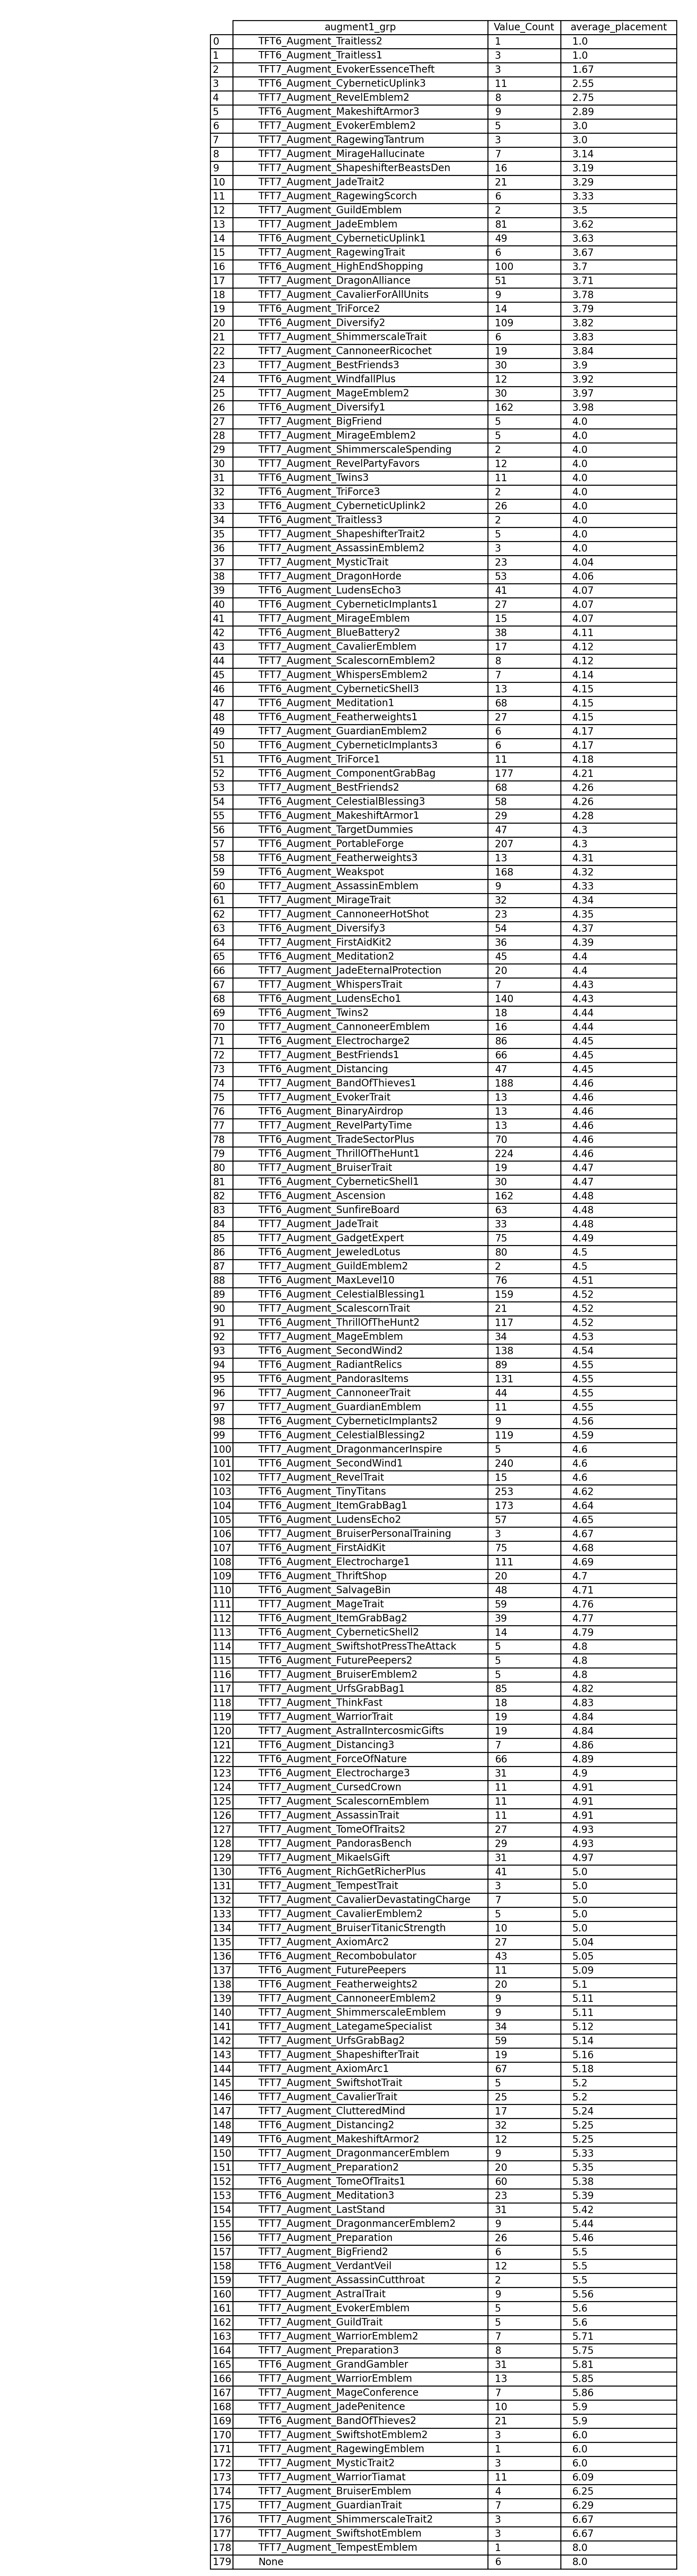 augment1_grp Value_Count average_placement
0 TFT6_Augment_Traitless2 1 1.0
1 TFT6_Augment_Traitless1 3 1.0
2 TFT7_Augment_EvokerEssenceTheft 3 1.67
3 TFT6_Augment_CyberneticUplink3 11 2.55
4 TFT7_Augment_RevelEmblem2 8 2.75
5 TFT6_Augment_MakeshiftArmor3 9 2.89
6 TFT7_Augment_EvokerEmblem2 5 3.0
7 TFT7_Augment_RagewingTantrum 3 3.0
8 TFT7_Augment_MirageHallucinate 7 3.14
9 TFT7_Augment_ShapeshifterBeastsDen 16 3.19
10 TFT7_Augment_JadeTrait2 21 3.29
11 TFT7_Augment_RagewingScorch 6 3.33
12 TFT7_Augment_GuildEmblem 2 3.5
13 TFT7_Augment_JadeEmblem 81 3.62
14 TFT6_Augment_CyberneticUplink1 49 3.63
15 TFT7_Augment_RagewingTrait 6 3.67
16 TFT6_Augment_HighEndShopping 100 3.7
17 TFT7_Augment_DragonAlliance 51 3.71
18 TFT7_Augment_CavalierForAllUnits 9 3.78
19 TFT6_Augment_TriForce2 14 3.79
20 TFT6_Augment_Diversify2 109 3.82
21 TFT7_Augment_ShimmerscaleTrait 6 3.83
22 TFT7_Augment_CannoneerRicochet 19 3.84
23 TFT7_Augment_BestFriends3 30 3.9
24 TFT6_Augment_WindfallPlus 12 3.92
25 TFT7_Augment_MageEmblem2 30 3.97
26 TFT6_Augment_Diversify1 162 3.98
27 TFT7_Augment_BigFriend 5 4.0
28 TFT7_Augment_MirageEmblem2 5 4.0
29 TFT7_Augment_ShimmerscaleSpending 2 4.0
30 TFT7_Augment_RevelPartyFavors 12 4.0
31 TFT6_Augment_Twins3 11 4.0
32 TFT6_Augment_TriForce3 2 4.0
33 TFT6_Augment_CyberneticUplink2 26 4.0
34 TFT6_Augment_Traitless3 2 4.0
35 TFT7_Augment_ShapeshifterTrait2 5 4.0
36 TFT7_Augment_AssassinEmblem2 3 4.0
37 TFT7_Augment_MysticTrait 23 4.04
38 TFT7_Augment_DragonHorde 53 4.06
39 TFT6_Augment_LudensEcho3 41 4.07
40 TFT6_Augment_CyberneticImplants1 27 4.07
41 TFT7_Augment_MirageEmblem 15 4.07
42 TFT6_Augment_BlueBattery2 38 4.11
43 TFT7_Augment_CavalierEmblem 17 4.12
44 TFT7_Augment_ScalescornEmblem2 8 4.12
45 TFT7_Augment_WhispersEmblem2 7 4.14
46 TFT6_Augment_CyberneticShell3 13 4.15
47 TFT6_Augment_Meditation1 68 4.15
48 TFT6_Augment_Featherweights1 27 4.15
49 TFT7_Augment_GuardianEmblem2 6 4.17
50 TFT6_Augment_CyberneticImplants3 6 4.17
51 TFT6_Augment_TriForce1 11 4.18
52 TFT6_Augment_ComponentGrabBag 177 4.21
53 TFT7_Augment_BestFriends2 68 4.26
54 TFT6_Augment_CelestialBlessing3 58 4.26
55 TFT6_Augment_MakeshiftArmor1 29 4.28
56 TFT6_Augment_TargetDummies 47 4.3
57 TFT6_Augment_PortableForge 207 4.3
58 TFT6_Augment_Featherweights3 13 4.31
59 TFT6_Augment_Weakspot 168 4.32
60 TFT7_Augment_AssassinEmblem 9 4.33
61 TFT7_Augment_MirageTrait 32 4.34
62 TFT7_Augment_CannoneerHotShot 23 4.35
63 TFT6_Augment_Diversify3 54 4.37
64 TFT7_Augment_FirstAidKit2 36 4.39
65 TFT6_Augment_Meditation2 45 4.4
66 TFT7_Augment_JadeEternalProtection 20 4.4
67 TFT7_Augment_WhispersTrait 7 4.43
68 TFT6_Augment_LudensEcho1 140 4.43
69 TFT6_Augment_Twins2 18 4.44
70 TFT7_Augment_CannoneerEmblem 16 4.44
71 TFT6_Augment_Electrocharge2 86 4.45
72 TFT7_Augment_BestFriends1 66 4.45
73 TFT6_Augment_Distancing 47 4.45
74 TFT7_Augment_BandOfThieves1 188 4.46
75 TFT7_Augment_EvokerTrait 13 4.46
76 TFT6_Augment_BinaryAirdrop 13 4.46
77 TFT7_Augment_RevelPartyTime 13 4.46
78 TFT6_Augment_TradeSectorPlus 70 4.46
79 TFT6_Augment_ThrillOfTheHunt1 224 4.46
80 TFT7_Augment_BruiserTrait 19 4.47
81 TFT6_Augment_CyberneticShell1 30 4.47
82 TFT6_Augment_Ascension 162 4.48
83 TFT6_Augment_SunfireBoard 63 4.48
84 TFT7_Augment_JadeTrait 33 4.48
85 TFT7_Augment_GadgetExpert 75 4.49
86 TFT6_Augment_JeweledLotus 80 4.5
87 TFT7_Augment_GuildEmblem2 2 4.5
88 TFT7_Augment_MaxLevel10 76 4.51
89 TFT6_Augment_CelestialBlessing1 159 4.52
90 TFT7_Augment_ScalescornTrait 21 4.52
91 TFT6_Augment_ThrillOfTheHunt2 117 4.52
92 TFT7_Augment_MageEmblem 34 4.53
93 TFT6_Augment_SecondWind2 138 4.54
94 TFT6_Augment_RadiantRelics 89 4.55
95 TFT6_Augment_PandorasItems 131 4.55
96 TFT7_Augment_CannoneerTrait 44 4.55
97 TFT7_Augment_GuardianEmblem 11 4.55
98 TFT6_Augment_CyberneticImplants2 9 4.56
99 TFT6_Augment_CelestialBlessing2 119 4.59
100 TFT7_Augment_DragonmancerInspire 5 4.6
101 TFT6_Augment_SecondWind1 240 4.6
102 TFT7_Augment_RevelTrait 15 4.6
103 TFT6_Augment_TinyTitans 253 4.62
104 TFT6_Augment_ItemGrabBag1 173 4.64
105 TFT6_Augment_LudensEcho2 57 4.65
106 TFT7_Augment_BruiserPersonalTraining 3 4.67
107 TFT6_Augment_FirstAidKit 75 4.68
108 TFT6_Augment_Electrocharge1 111 4.69
109 TFT6_Augment_ThriftShop 20 4.7
110 TFT6_Augment_SalvageBin 48 4.71
111 TFT7_Augment_MageTrait 59 4.76
112 TFT6_Augment_ItemGrabBag2 39 4.77
113 TFT6_Augment_CyberneticShell2 14 4.79
114 TFT7_Augment_SwiftshotPressTheAttack 5 4.8
115 TFT6_Augment_FuturePeepers2 5 4.8
116 TFT7_Augment_BruiserEmblem2 5 4.8
117 TFT7_Augment_UrfsGrabBag1 85 4.82
118 TFT7_Augment_ThinkFast 18 4.83
119 TFT7_Augment_WarriorTrait 19 4.84
120 TFT7_Augment_AstralIntercosmicGifts 19 4.84
121 TFT6_Augment_Distancing3 7 4.86
122 TFT6_Augment_ForceOfNature 66 4.89
123 TFT6_Augment_Electrocharge3 31 4.9
124 TFT7_Augment_CursedCrown 11 4.91
125 TFT7_Augment_ScalescornEmblem 11 4.91
126 TFT7_Augment_AssassinTrait 11 4.91
127 TFT7_Augment_TomeOfTraits2 27 4.93
128 TFT7_Augment_PandorasBench 29 4.93
129 TFT7_Augment_MikaelsGift 31 4.97
130 TFT6_Augment_RichGetRicherPlus 41 5.0
131 TFT7_Augment_TempestTrait 3 5.0
132 TFT7_Augment_CavalierDevastatingCharge 7 5.0
133 TFT7_Augment_CavalierEmblem2 5 5.0
134 TFT7_Augment_BruiserTitanicStrength 10 5.0
135 TFT7_Augment_AxiomArc2 27 5.04
136 TFT6_Augment_Recombobulator 43 5.05
137 TFT6_Augment_FuturePeepers 11 5.09
138 TFT6_Augment_Featherweights2 20 5.1
139 TFT7_Augment_CannoneerEmblem2 9 5.11
140 TFT7_Augment_ShimmerscaleEmblem 9 5.11
141 TFT7_Augment_LategameSpecialist 34 5.12
142 TFT7_Augment_UrfsGrabBag2 59 5.14
143 TFT7_Augment_ShapeshifterTrait 19 5.16
144 TFT7_Augment_AxiomArc1 67 5.18
145 TFT7_Augment_SwiftshotTrait 5 5.2
146 TFT7_Augment_CavalierTrait 25 5.2
147 TFT7_Augment_ClutteredMind 17 5.24
148 TFT6_Augment_Distancing2 32 5.25
149 TFT6_Augment_MakeshiftArmor2 12 5.25
150 TFT7_Augment_DragonmancerEmblem 9 5.33
151 TFT7_Augment_Preparation2 20 5.35
152 TFT6_Augment_TomeOfTraits1 60 5.38
153 TFT6_Augment_Meditation3 23 5.39
154 TFT7_Augment_LastStand 31 5.42
155 TFT7_Augment_DragonmancerEmblem2 9 5.44
156 TFT7_Augment_Preparation 26 5.46
157 TFT7_Augment_BigFriend2 6 5.5
158 TFT6_Augment_VerdantVeil 12 5.5
159 TFT7_Augment_AssassinCutthroat 2 5.5
160 TFT7_Augment_AstralTrait 9 5.56
161 TFT7_Augment_EvokerEmblem 5 5.6
162 TFT7_Augment_GuildTrait 5 5.6
163 TFT7_Augment_WarriorEmblem2 7 5.71
164 TFT7_Augment_Preparation3 8 5.75
165 TFT6_Augment_GrandGambler 31 5.81
166 TFT7_Augment_WarriorEmblem 13 5.85
167 TFT7_Augment_MageConference 7 5.86
168 TFT7_Augment_JadePenitence 10 5.9
169 TFT6_Augment_BandOfThieves2 21 5.9
170 TFT7_Augment_SwiftshotEmblem2 3 6.0
171 TFT7_Augment_RagewingEmblem 1 6.0
172 TFT7_Augment_MysticTrait2 3 6.0
173 TFT7_Augment_WarriorTiamat 11 6.09
174 TFT7_Augment_BruiserEmblem 4 6.25
175 TFT7_Augment_GuardianTrait 7 6.29
176 TFT7_Augment_ShimmerscaleTrait2 3 6.67
177 TFT7_Augment_SwiftshotEmblem 3 6.67
178 TFT7_Augment_TempestEmblem 1 8.0
179 None 6 8.0